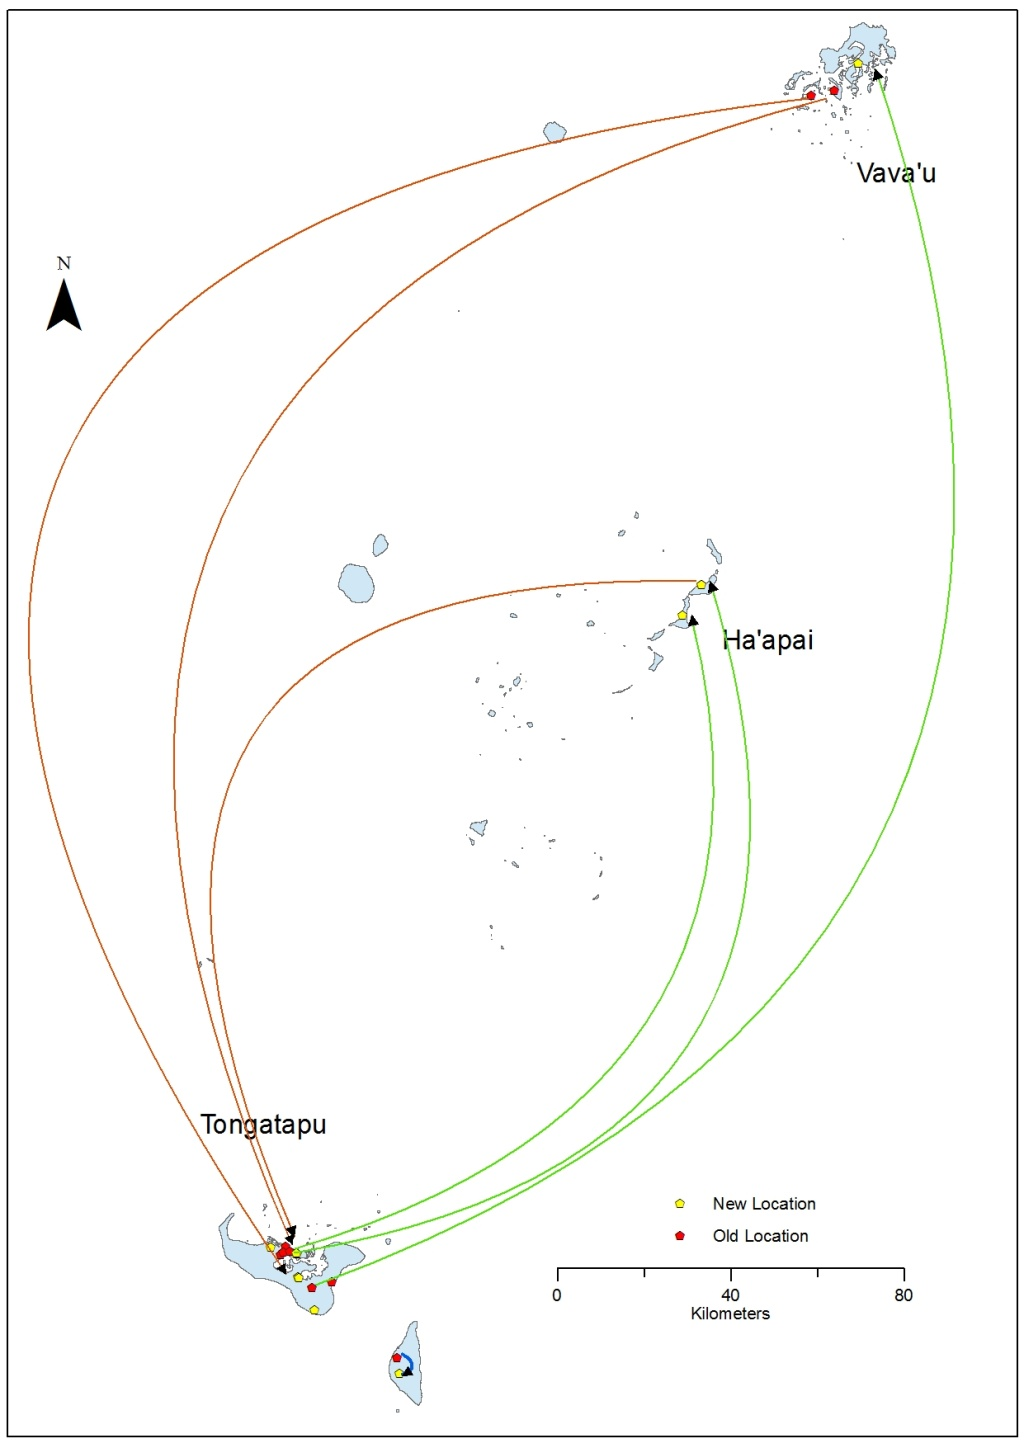 Vava'u
N
Ha'apai
Tongatapu
New Location
Old Location
0 40 80
Kilometers